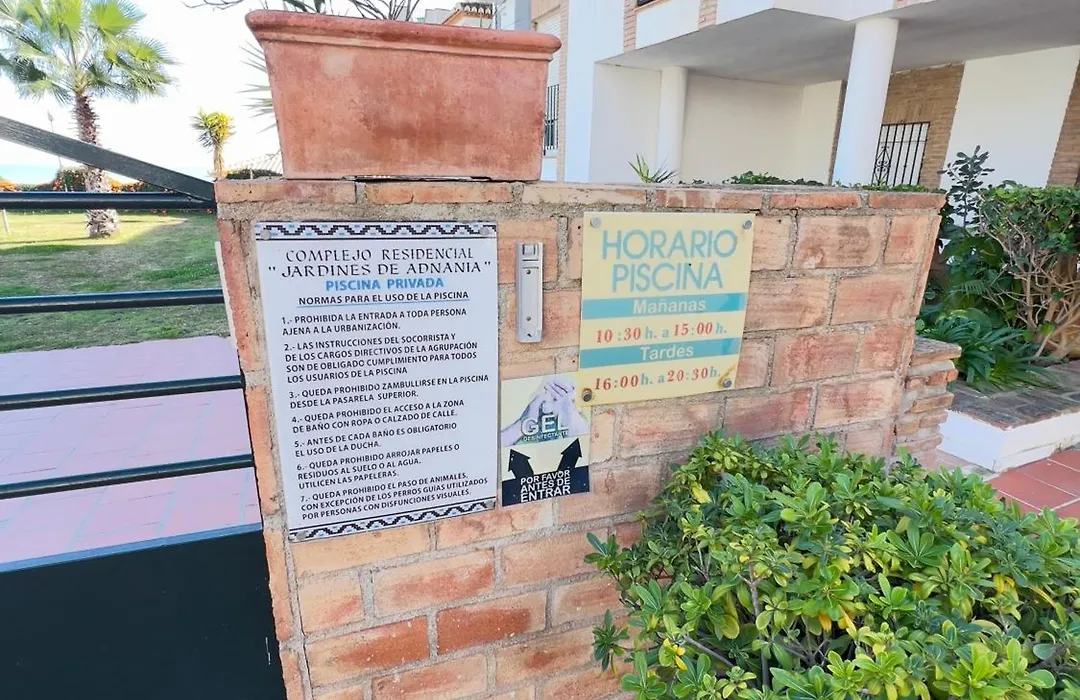 COMPLEJO RESIDENCIAL
"JARDINES DE ADNANIA"
PISCINA PRIVADA
NORMAS PARA EL USO DE LA PISCINA
1.- PROHIBIDA LA ENTRADA A TODA PERSONA
AJENA A LA URBANIZACIÓN.
2.- LAS INSTRUCCIONES DEL SOCORRISTA Y
DE LOS CARGOS DIRECTIVOS DE LA AGRUPACIÓN
SON DE OBLIGADO CUMPLIMIENTO PARA TODOS
LOS USUARIOS DE LA PISCINA.
3.- QUEDA PROHIBIDO ZAMBULLIRSE EN LA PISCINA
DESDE LA PASARELA SUPERIOR.
4.- QUEDA PROHIBIDO EL ACCESO A LA ZONA
DE BAÑO CON ROPA O CALZADO DE CALLE.
5.- ANTES DE CADA BAÑO ES OBLIGATORIO
EL USO DE LA DUCHA.
6.- QUEDA PROHIBIDO ARROJAR PAPELES O
RESIDUOS AL SUELO O AL AGUA.
UTILICEN LAS PAPELERAS.
7.- QUEDA PROHIBIDO EL PASO DE ANIMALES.
CON EXCEPCIÓN DE LOS PERROS GUÍAS UTILIZADOS
POR PERSONAS CON DISFUNCIONES VISUALES.
HORARIO
PISCINA
Mañanas
10:30 h. a 15:00 h.
Tardes
16:00 h. a 20:30 h.
GEL
DESINFECTANTE
POR FAVOR
ANTES DE
ENTRAR